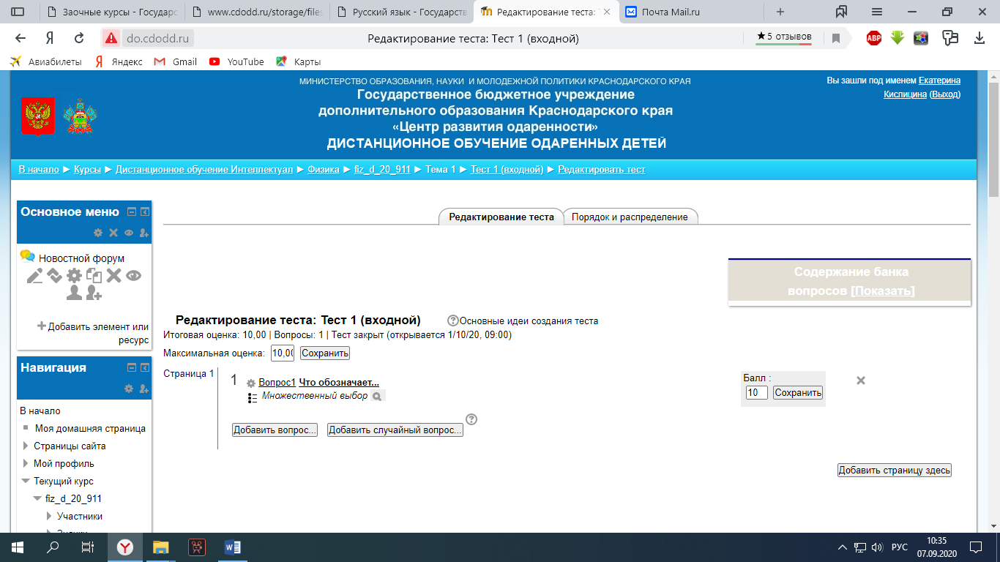 Заочные курсы - Государс
www.cdodd.ru/storage/files
Русский язык - Государств
Редактирование теста:
Почта Mail.ru
do.cdodd.ru
Редактирование теста: Тест 1 (входной)
★5 отзывов
ABP
Авиабилеты
Яндекс
Gmail
YouTube
Карты
МИНИСТЕРСТВО ОБРАЗОВАНИЯ, НАУКИ И МОЛОДЕЖНОЙ ПОЛИТИКИ КРАСНОДАРСКОГО КРАЯ
Государственное бюджетное учреждение
дополнительного образования Краснодарского края
«Центр развития одаренности»
ДИСТАНЦИОННОЕ ОБУЧЕНИЕ ОДАРЕННЫХ ДЕТЕЙ
Вы зашли под именем Екатерина
Кислицина (Выход)
В начало ► Курсы ► Дистанционное обучение Интеллектуал ► Физика ► fiz_d_20_911 ► Тема 1 ► Тест 1 (входной) ► Редактировать тест
Основное меню
Новостной форум
Добавить элемент или
ресурс
Навигация
В начало
Моя домашняя страница
Страницы сайта
Мой профиль
Текущий курс
fiz_d_20_911
Участники
Редактирование теста
Порядок и распределение
Содержание банка
вопросов [Показать]
Редактирование теста: Тест 1 (входной)
Основные идеи создания теста
Итоговая оценка: 10,00 | Вопросы: 1 | Тест закрыт (открывается 1/10/20, 09:00)
Максимальная оценка: 10,00 Сохранить
Страница 1
1
Вопрос1 Что обозначает...
Множественный выбор
Балл :
10 Сохранить
Добавить вопрос...
Добавить случайный вопрос...
Добавить страницу здесь
РУС
10:35
07.09.2020